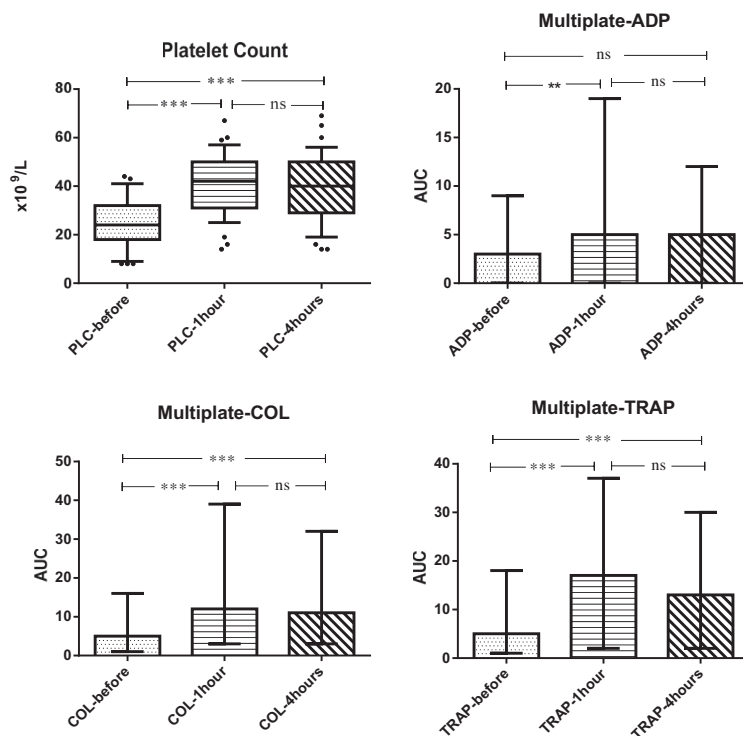 Platelet Count
***
***
ns
80
60
40
20
0
x10 9/L
PLC-before
PLC-1hour
PLC-4hours
Multiplate-ADP
ns
**
ns
20
15
10
5
0
AUC
ADP-before
ADP-1hour
ADP-4hours
Multiplate-COL
***
***
ns
50
40
30
20
10
0
AUC
COL-before
COL-1hour
COL-4hours
Multiplate-TRAP
***
***
ns
40
30
20
10
0
AUC
TRAP-before
TRAP-1hour
TRAP-4hours